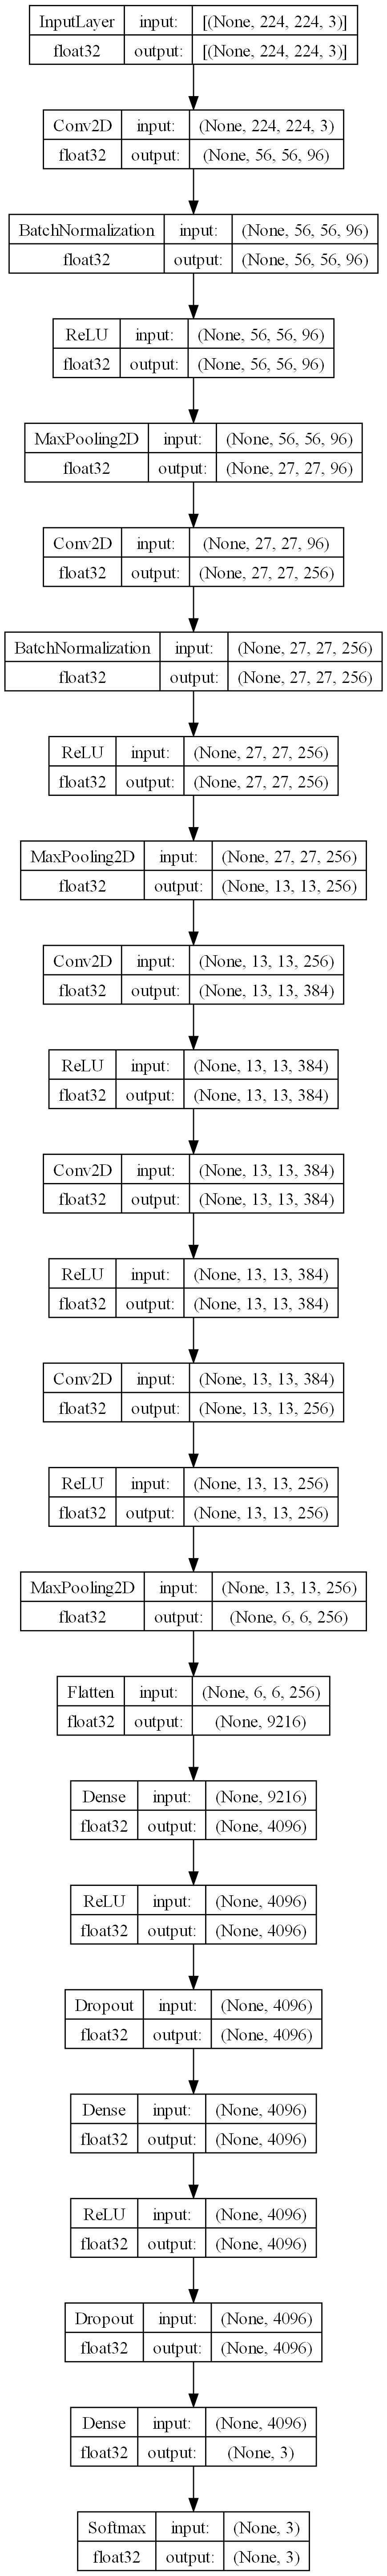 InputLayer input: [(None, 224, 224, 3)]
float32 output: [(None, 224, 224, 3)]
Conv2D input: (None, 224, 224, 3)
float32 output: (None, 56, 56, 96)
BatchNormalization input: (None, 56, 56, 96)
float32 output: (None, 56, 56, 96)
ReLU input: (None, 56, 56, 96)
float32 output: (None, 56, 56, 96)
MaxPooling2D input: (None, 56, 56, 96)
float32 output: (None, 27, 27, 96)
Conv2D input: (None, 27, 27, 96)
float32 output: (None, 27, 27, 256)
BatchNormalization input: (None, 27, 27, 256)
float32 output: (None, 27, 27, 256)
ReLU input: (None, 27, 27, 256)
float32 output: (None, 27, 27, 256)
MaxPooling2D input: (None, 27, 27, 256)
float32 output: (None, 13, 13, 256)
Conv2D input: (None, 13, 13, 256)
float32 output: (None, 13, 13, 384)
ReLU input: (None, 13, 13, 384)
float32 output: (None, 13, 13, 384)
Conv2D input: (None, 13, 13, 384)
float32 output: (None, 13, 13, 384)
ReLU input: (None, 13, 13, 384)
float32 output: (None, 13, 13, 384)
Conv2D input: (None, 13, 13, 384)
float32 output: (None, 13, 13, 256)
ReLU input: (None, 13, 13, 256)
float32 output: (None, 13, 13, 256)
MaxPooling2D input: (None, 13, 13, 256)
float32 output: (None, 6, 6, 256)
Flatten input: (None, 6, 6, 256)
float32 output: (None, 9216)
Dense input: (None, 9216)
float32 output: (None, 4096)
ReLU input: (None, 4096)
float32 output: (None, 4096)
Dropout input: (None, 4096)
float32 output: (None, 4096)
Dense input: (None, 4096)
float32 output: (None, 4096)
ReLU input: (None, 4096)
float32 output: (None, 4096)
Dropout input: (None, 4096)
float32 output: (None, 4096)
Dense input: (None, 4096)
float32 output: (None, 3)
Softmax input: (None, 3)
float32 output: (None, 3)